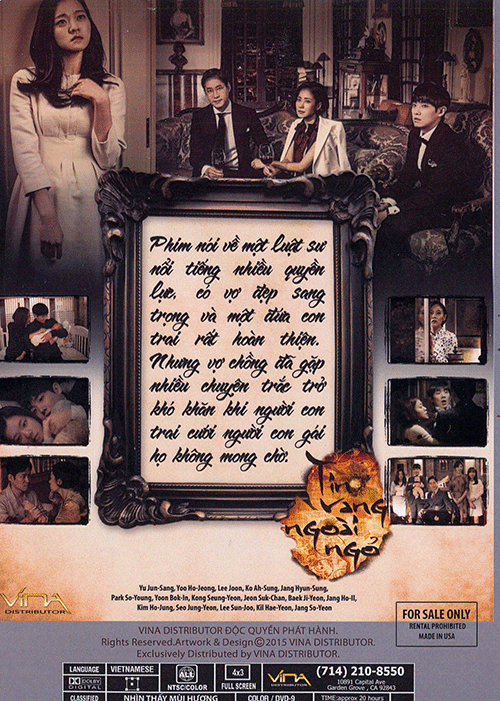 Phim nói về một luật sư
nổi tiếng nhiều quyền
lực, có vợ đẹp sang
trọng và một đứa con
trai rất hoàn thiện.
Nhưng vợ chồng đã gặp
nhiều chuyện trắc trở
khó khăn khi người con
trai cưới người con gái
họ không mong chờ.
Tin vang
ngoài
ngỏ
Yu Jun-Sang, Yoo Ho-Jeong, Lee Joon, Ko Ah-Sung, Jang Hyun-Sung,
Park So-Young, Yoon Bok-In, Kong Seung-Yeon, Jeon Suk-Chan, Baek Ji-Yeon, Jang Ho-Il,
Kim Ho-Jung, Seo Jung-Yeon, Lee Sun-Joo, Kil Hae-Yeon, Jang So-Yeon
VINA
DISTRIBUTOR
FOR SALE ONLY
RENTAL PROHIBITED
MADE IN USA
VINA DISTRIBUTOR ĐỘC QUYỀN PHÁT HÀNH.
Rights Reserved.Artwork & Design©2015 VINA DISTRIBUTOR.
Exclusively Distributed by VINA DISTRIBUTOR.
LANGUAGE VIETNAMESE ALL 4x3 VINA (714) 210-8550
DOLBY DIGITAL NTSC/COLOR FULL SCREEN DISTRIBUTOR 10891 Capital Ave
Garden Grove , CA 92843
CLASSIFIED NHÌN THẤY MÙI HƯƠNG COLOR / DVD-9 TIME:approx 20 hours